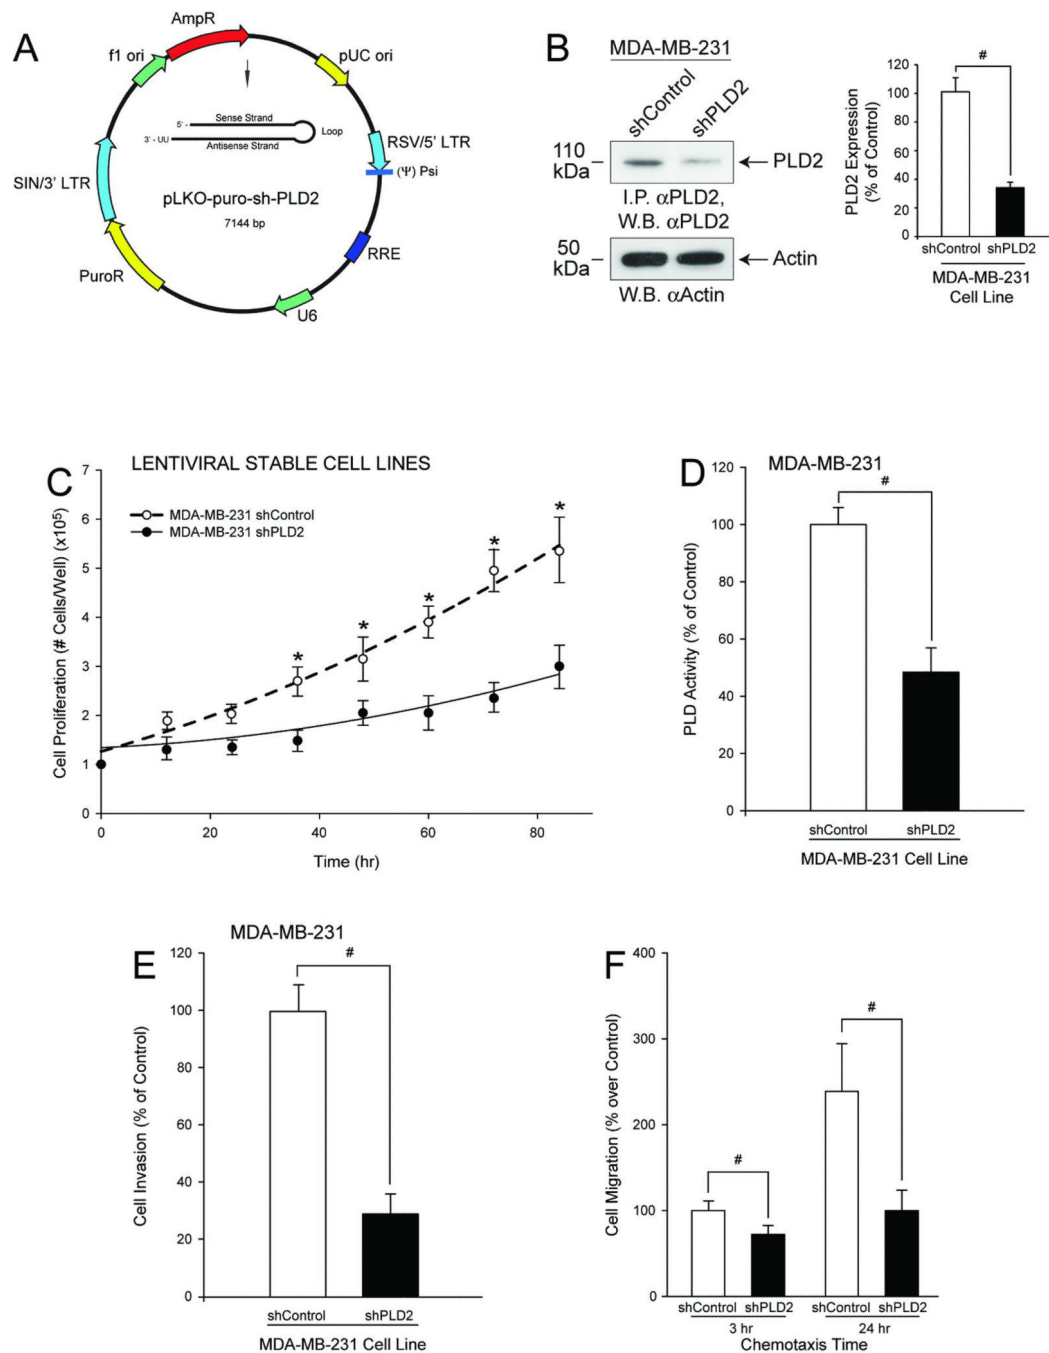 A
AmpR
f1 ori
pUC ori
5' -
Sense Strand
3' - UU
Antisense Strand
Loop
RSV/5' LTR
(Ψ) Psi
SIN/3' LTR
pLKO-puro-sh-PLD2
7144 bp
RRE
PuroR
U6
B
MDA-MB-231
shControl
shPLD2
110
kDa
PLD2
I.P. αPLD2,
W.B. αPLD2
50
kDa
Actin
W.B. αActin
#
PLD2 Expression
(% of Control)
120
100
80
60
40
20
0
shControl shPLD2
MDA-MB-231
Cell Line
C
LENTIVIRAL STABLE CELL LINES
MDA-MB-231 shControl
MDA-MB-231 shPLD2
Cell Proliferation (# Cells/Well) (x10⁵)
7
6
5
4
3
2
1
0
* * * * *
0 20 40 60 80
Time (hr)
D
MDA-MB-231
#
PLD Activity (% of Control)
120
100
80
60
40
20
0
shControl shPLD2
MDA-MB-231 Cell Line
E
MDA-MB-231
#
Cell Invasion (% of Control)
120
100
80
60
40
20
0
shControl shPLD2
MDA-MB-231 Cell Line
F
Cell Migration (% over Control)
400
300
200
100
0
#
#
shControl shPLD2 shControl shPLD2
3 hr 24 hr
Chemotaxis Time